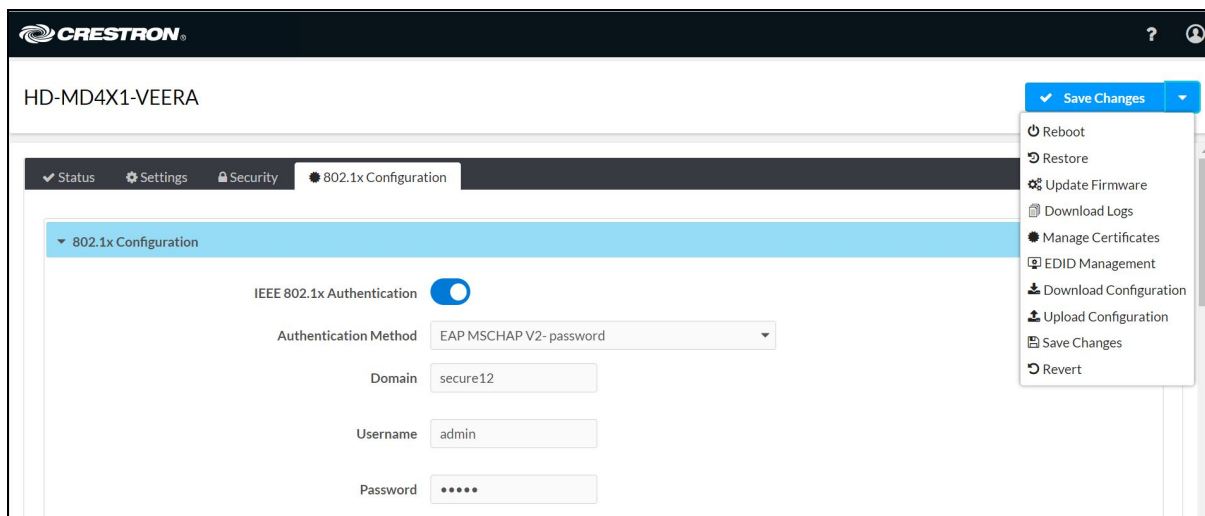 CRESTRON®
?
HD-MD4X1-VEERA
Save Changes
Reboot
Restore
Update Firmware
Download Logs
Manage Certificates
EDID Management
Download Configuration
Upload Configuration
Save Changes
Revert
Status Settings Security 802.1x Configuration
802.1x Configuration
IEEE 802.1x Authentication
Authentication Method EAP MSCHAP V2- password
Domain secure12
Username admin
Password •••••